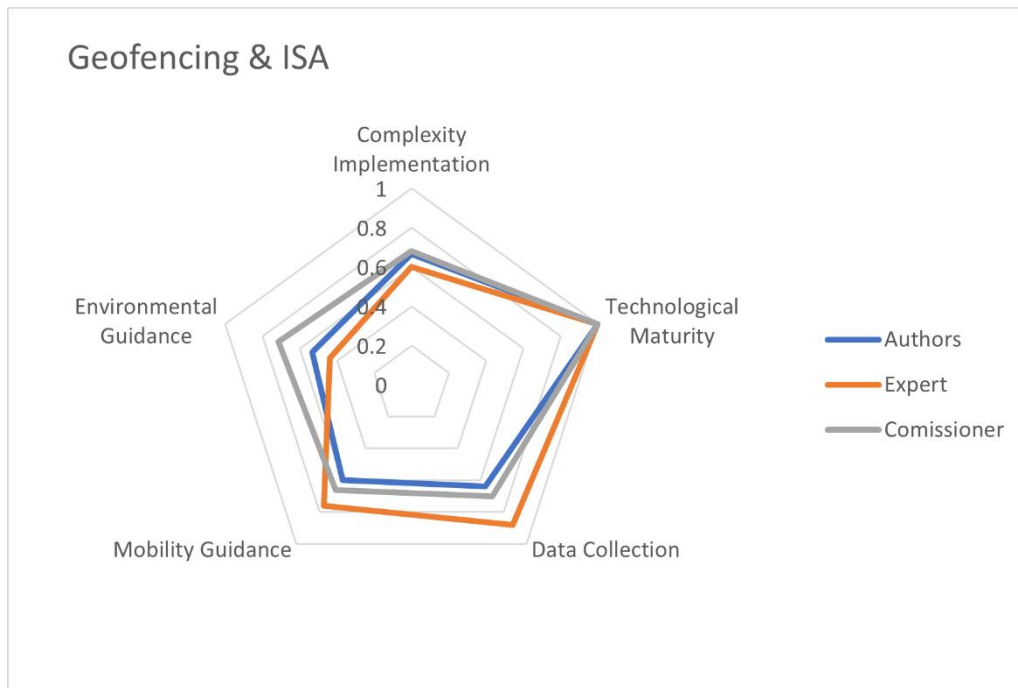 Geofencing & ISA
Complexity
Implementation
1
0.8
0.6
0.4
0.2
0
Environmental
Guidance
Technological
Maturity
Authors
Expert
Comissioner
Mobility Guidance
Data Collection